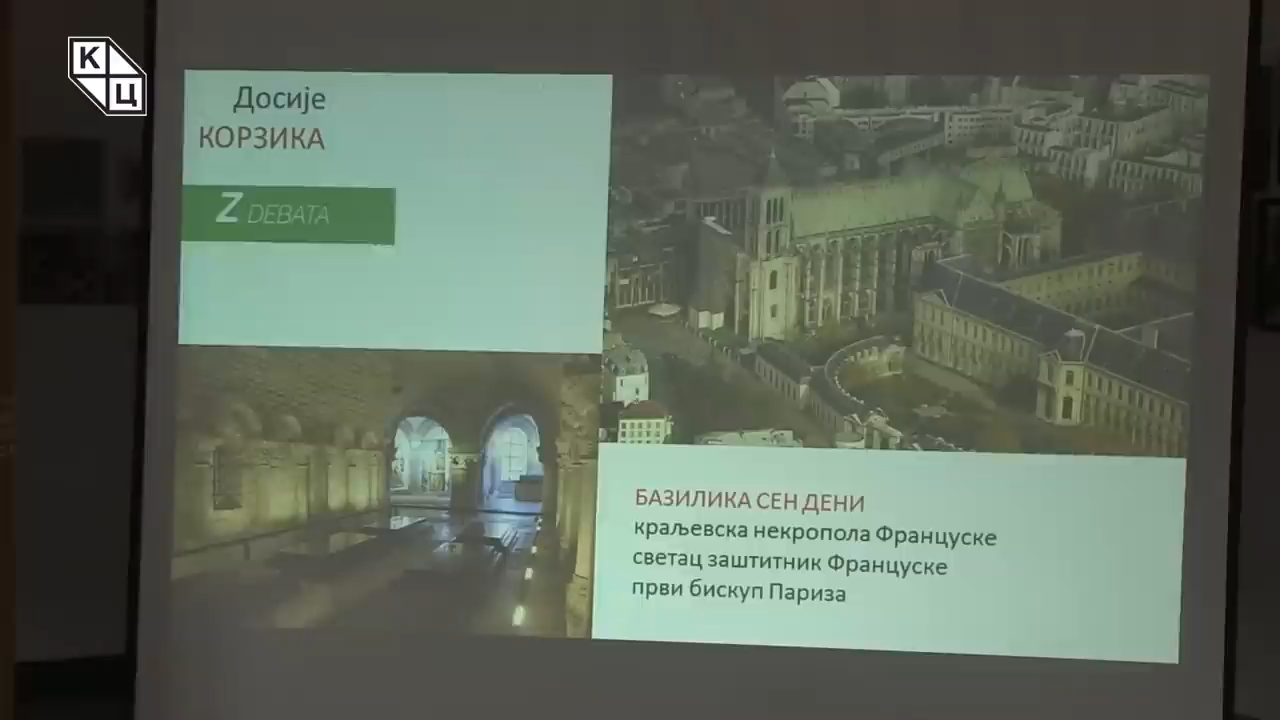 КЦ
Досије
КОРЗИКА
Z DEBATA
БАЗИЛИКА СЕН ДЕНИ
краљевска некропола Француске
светац заштитник Француске
први бискуп Париза